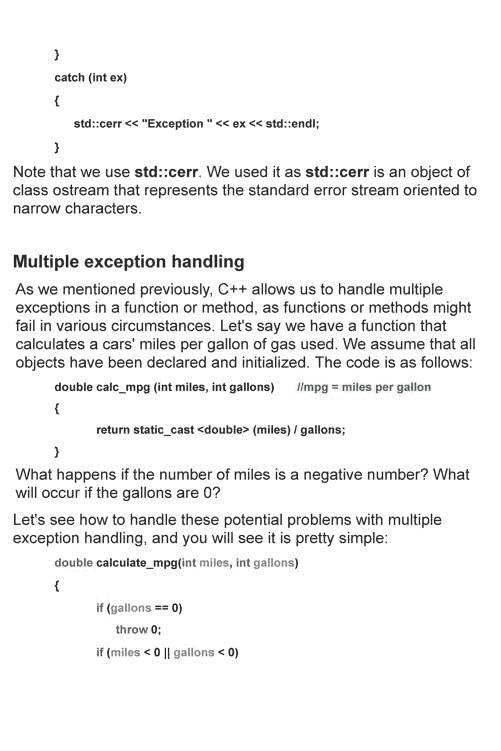 }
catch (int ex)
{
std::cerr << "Exception " << ex << std::endl;
}
Note that we use std::cerr. We used it as std::cerr is an object of
class ostream that represents the standard error stream oriented to
narrow characters.
Multiple exception handling
As we mentioned previously, C++ allows us to handle multiple
exceptions in a function or method, as functions or methods might
fail in various circumstances. Let's say we have a function that
calculates a cars' miles per gallon of gas used. We assume that all
objects have been declared and initialized. The code is as follows:
double calc_mpg (int miles, int gallons) //mpg = miles per gallon
{
return static_cast <double> (miles) / gallons;
}
What happens if the number of miles is a negative number? What
will occur if the gallons are 0?
Let's see how to handle these potential problems with multiple
exception handling, and you will see it is pretty simple:
double calculate_mpg(int miles, int gallons)
{
if (gallons == 0)
throw 0;
if (miles < 0 || gallons < 0)